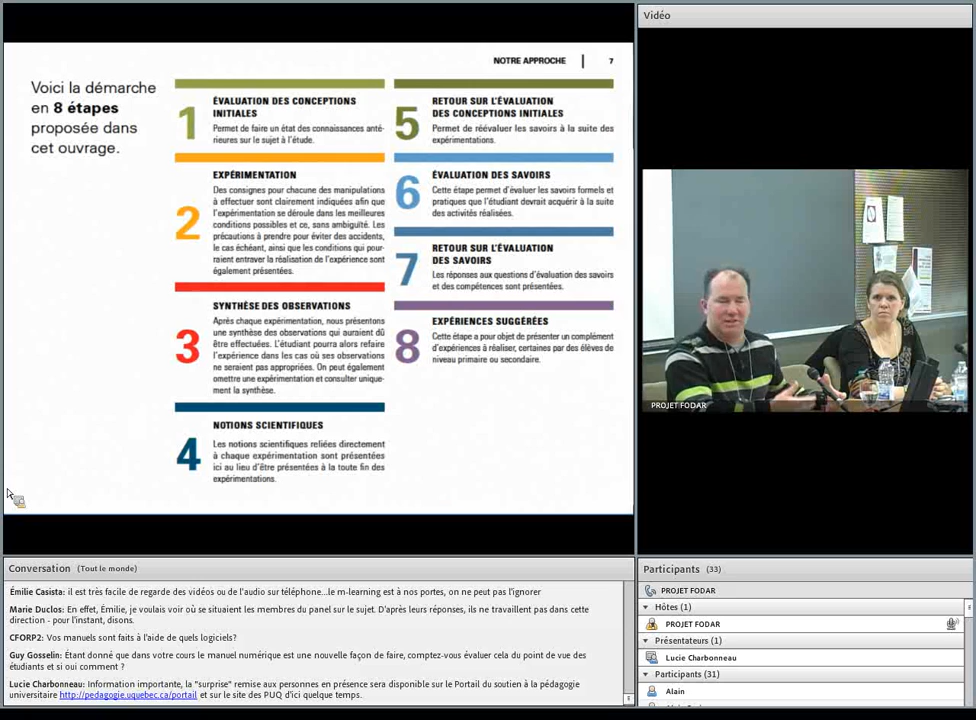 NOTRE APPROCHE | 7
Voici la démarche
en 8 étapes
proposée dans
cet ouvrage.
1
ÉVALUATION DES CONCEPTIONS
INITIALES
Permet de faire un état des connaissances anté-
rieures sur le sujet à l'étude.
2
EXPÉRIMENTATION
Des consignes pour chacune des manipulations
à effectuer sont clairement indiquées afin que
l'expérimentation se déroule dans les meilleures
conditions possibles et ce, sans ambiguïté. Les
précautions à prendre pour éviter des accidents,
le cas échéant, ainsi que les conditions qui pour-
raient entraver la réalisation de l'expérience sont
également présentées.
3
SYNTHÈSE DES OBSERVATIONS
Après chaque expérimentation, nous présentons
une synthèse des observations qui auraient dû
être effectuées. L'étudiant pourra alors refaire
l'expérience dans les cas où ses observations
ne seraient pas appropriées. On peut également
omettre une expérimentation et consulter unique-
ment la synthèse.
4
NOTIONS SCIENTIFIQUES
Les notions scientifiques reliées directement
à chaque expérimentation sont présentées
ici au lieu d'être présentées à la toute fin des
expérimentations.
5
RETOUR SUR L'ÉVALUATION
DES CONCEPTIONS INITIALES
Permet de réévaluer les savoirs à la suite des
expérimentations.
6
ÉVALUATION DES SAVOIRS
Cette étape permet d'évaluer les savoirs formels et
pratiques que l'étudiant devrait acquérir à la suite
des activités réalisées.
7
RETOUR SUR L'ÉVALUATION
DES SAVOIRS
Les réponses aux questions d'évaluation des savoirs
et des compétences sont présentées.
8
EXPÉRIENCES SUGGÉRÉES
Cette étape a pour objet de présenter un complément
d'expériences à réaliser, certaines par des élèves de
niveau primaire ou secondaire.
Vidéo
PROJET FODAR
Conversation (Tout le monde)
Émilie Casista: il est très facile de regarde des vidéos ou de l'audio sur téléphone...le m-learning est à nos portes, on ne peut pas l'ignorer
Marie Duclos: En effet, Émilie, je voulais voir où se situaient les membres du panel sur le sujet. D'après leurs réponses, ils ne travaillent pas dans cette
direction - pour l'instant, disons.
CFORP2: Vos manuels sont faits à l'aide de quels logiciels?
Guy Gosselin: Étant donné que dans votre cours le manuel numérique est une nouvelle façon de faire, comptez-vous évaluer cela du point de vue des
étudiants et si oui comment ?
Lucie Charbonneau: Information importante, la "surprise" remise aux personnes en présence sera disponible sur le Portail du soutien à la pédagogie
universitaire http://pedagogie.uquebec.ca/portail et sur le site des PUQ d'ici quelque temps.
Participants (33)
PROJET FODAR
Hôtes (1)
PROJET FODAR
Présentateurs (1)
Lucie Charbonneau
Participants (31)
Alain